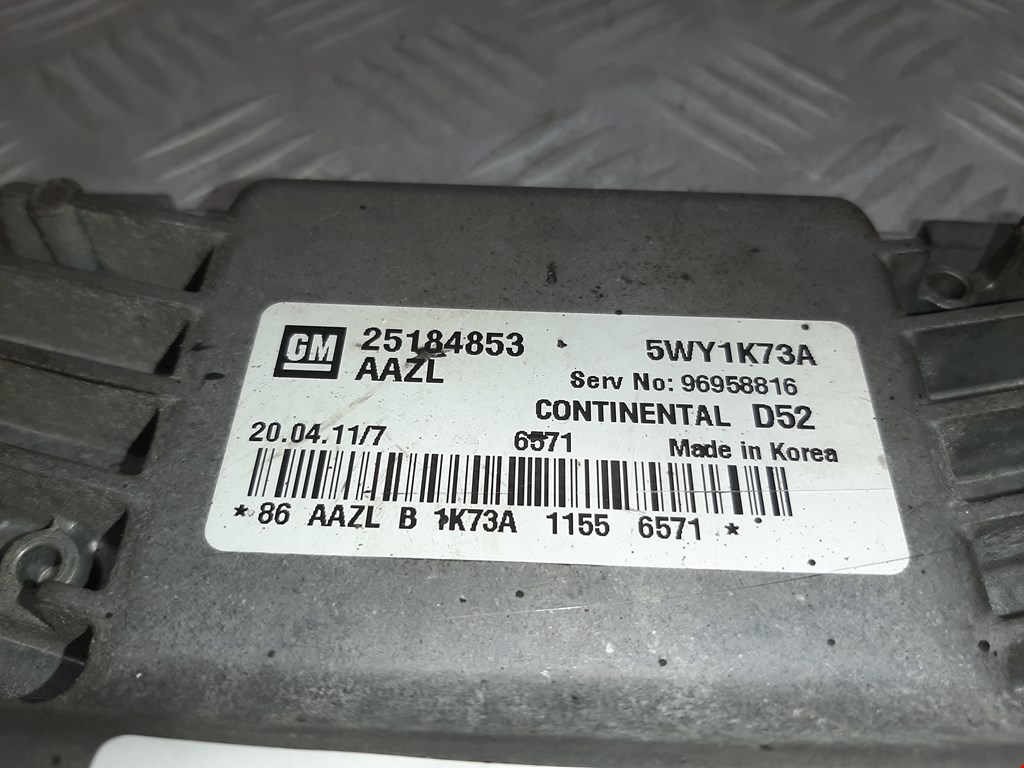 GM 25184853 5WY1K73A
AAZL Serv No: 96958816
CONTINENTAL D52
20.04.11/7 6571 Made in Korea
*86 AAZL B 1K73A 1155 6571 *